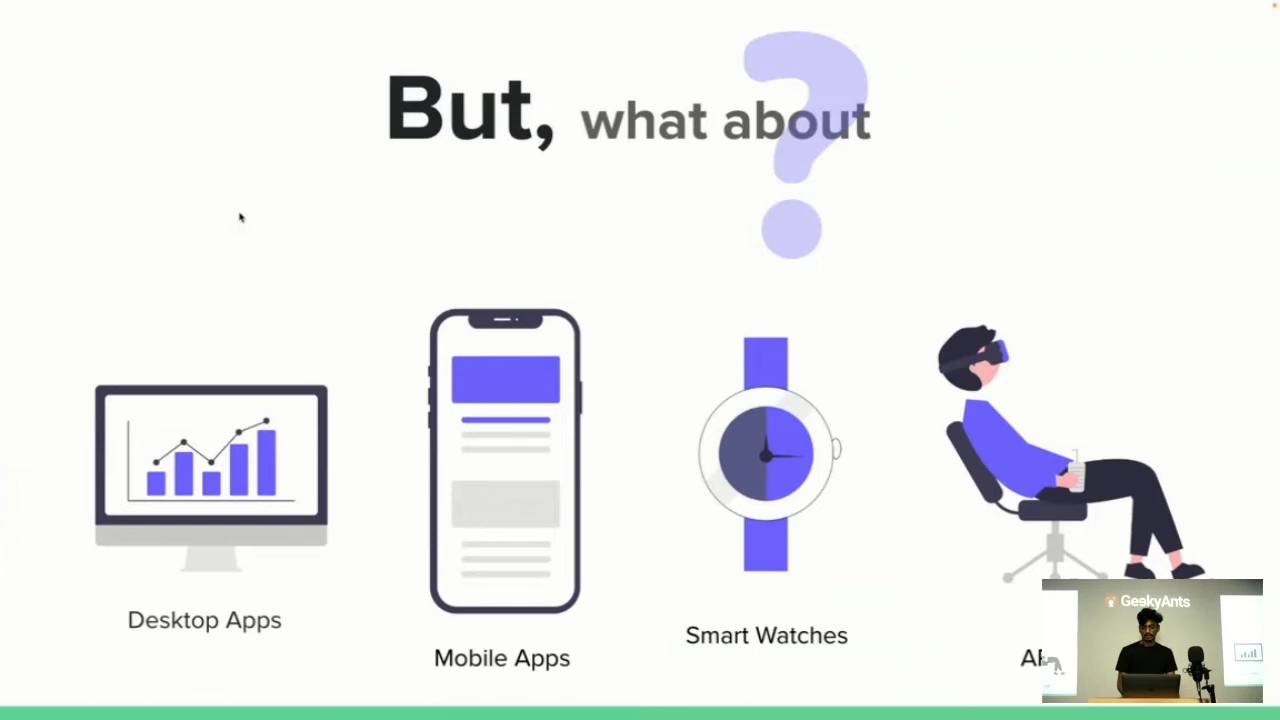 But, what about
?
Desktop Apps
Mobile Apps
Smart Watches
GeekyAnts